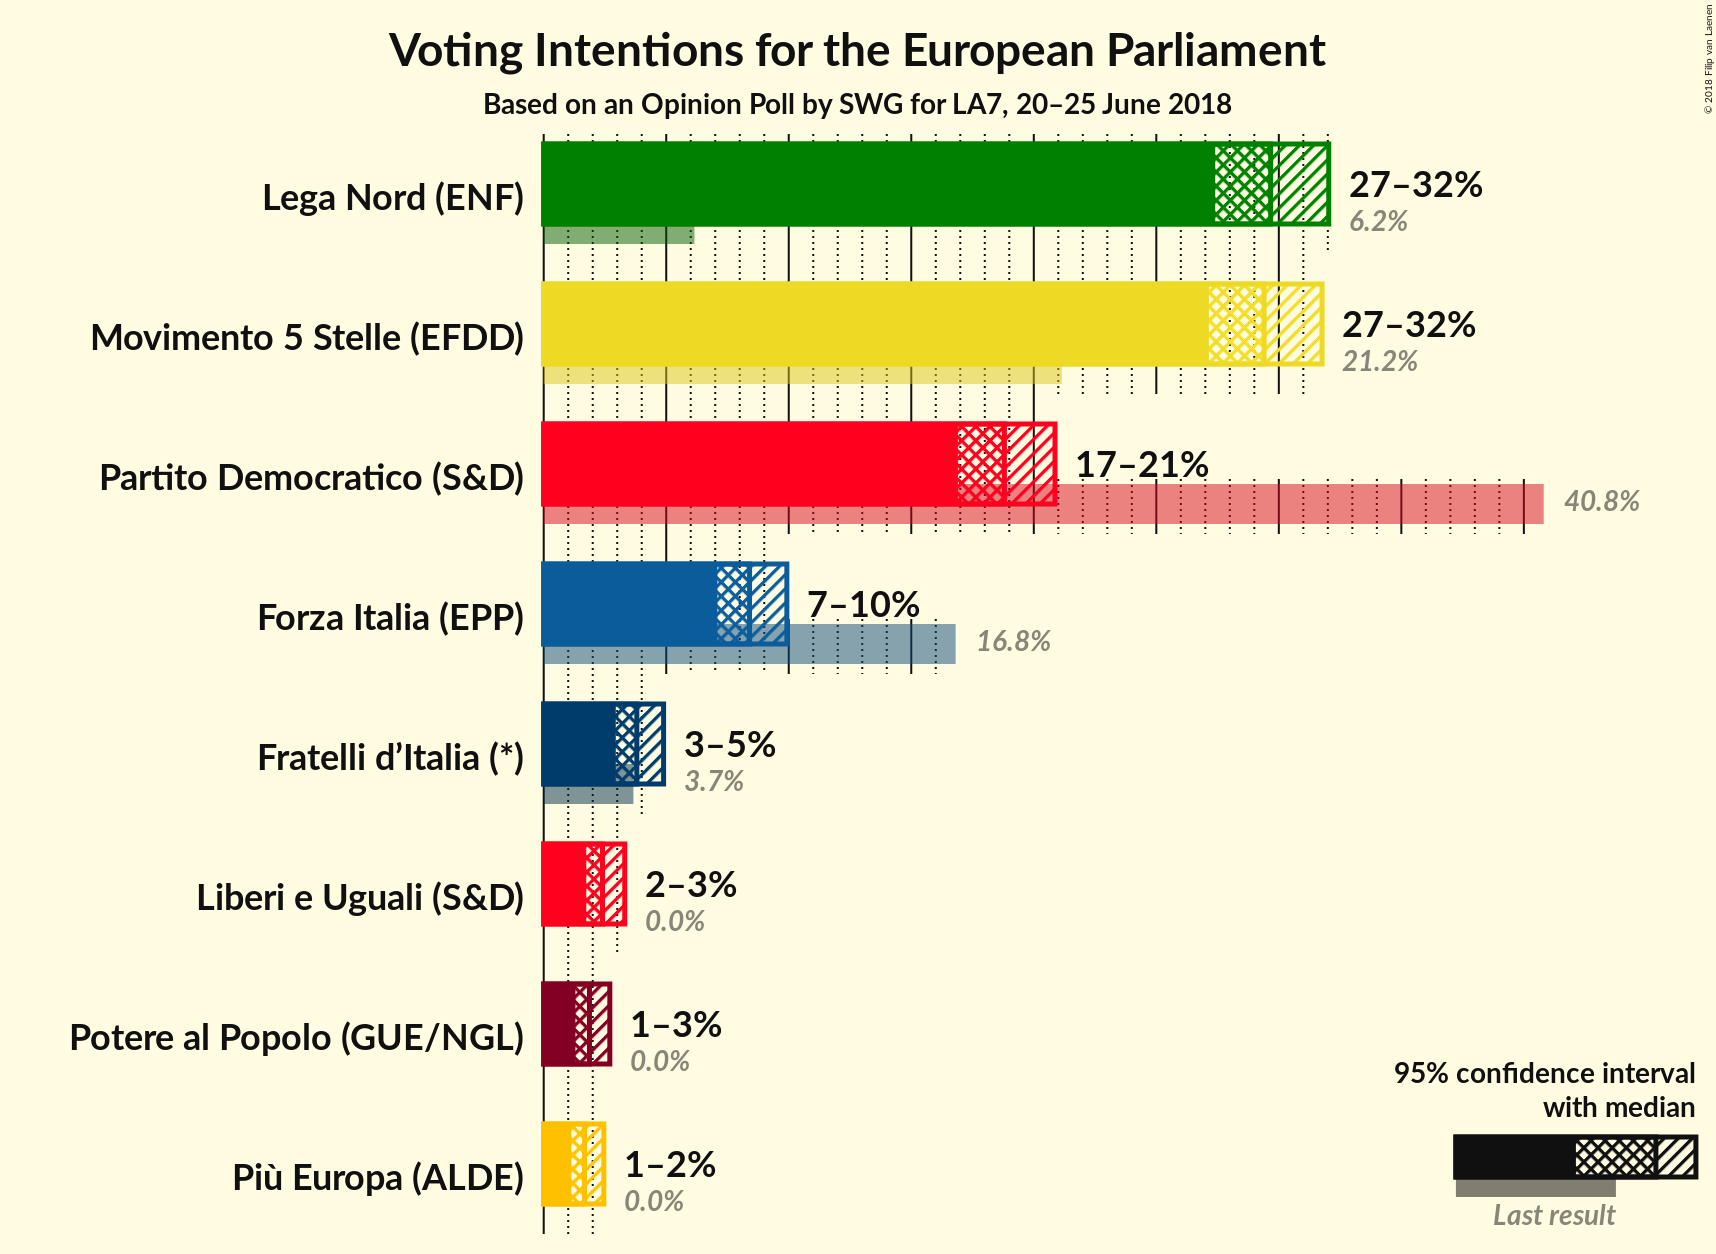 Voting Intentions for the European Parliament
Based on an Opinion Poll by SWG for LA7, 20–25 June 2018
© 2018 Filip van Laenen
Lega Nord (ENF)
27–32%
6.2%
Movimento 5 Stelle (EFDD)
27–32%
21.2%
Partito Democratico (S&D)
17–21%
40.8%
Forza Italia (EPP)
7–10%
16.8%
Fratelli d’Italia (*)
3–5%
3.7%
Liberi e Uguali (S&D)
2–3%
0.0%
Potere al Popolo (GUE/NGL)
1–3%
0.0%
Più Europa (ALDE)
1–2%
0.0%
95% confidence interval
with median
Last result